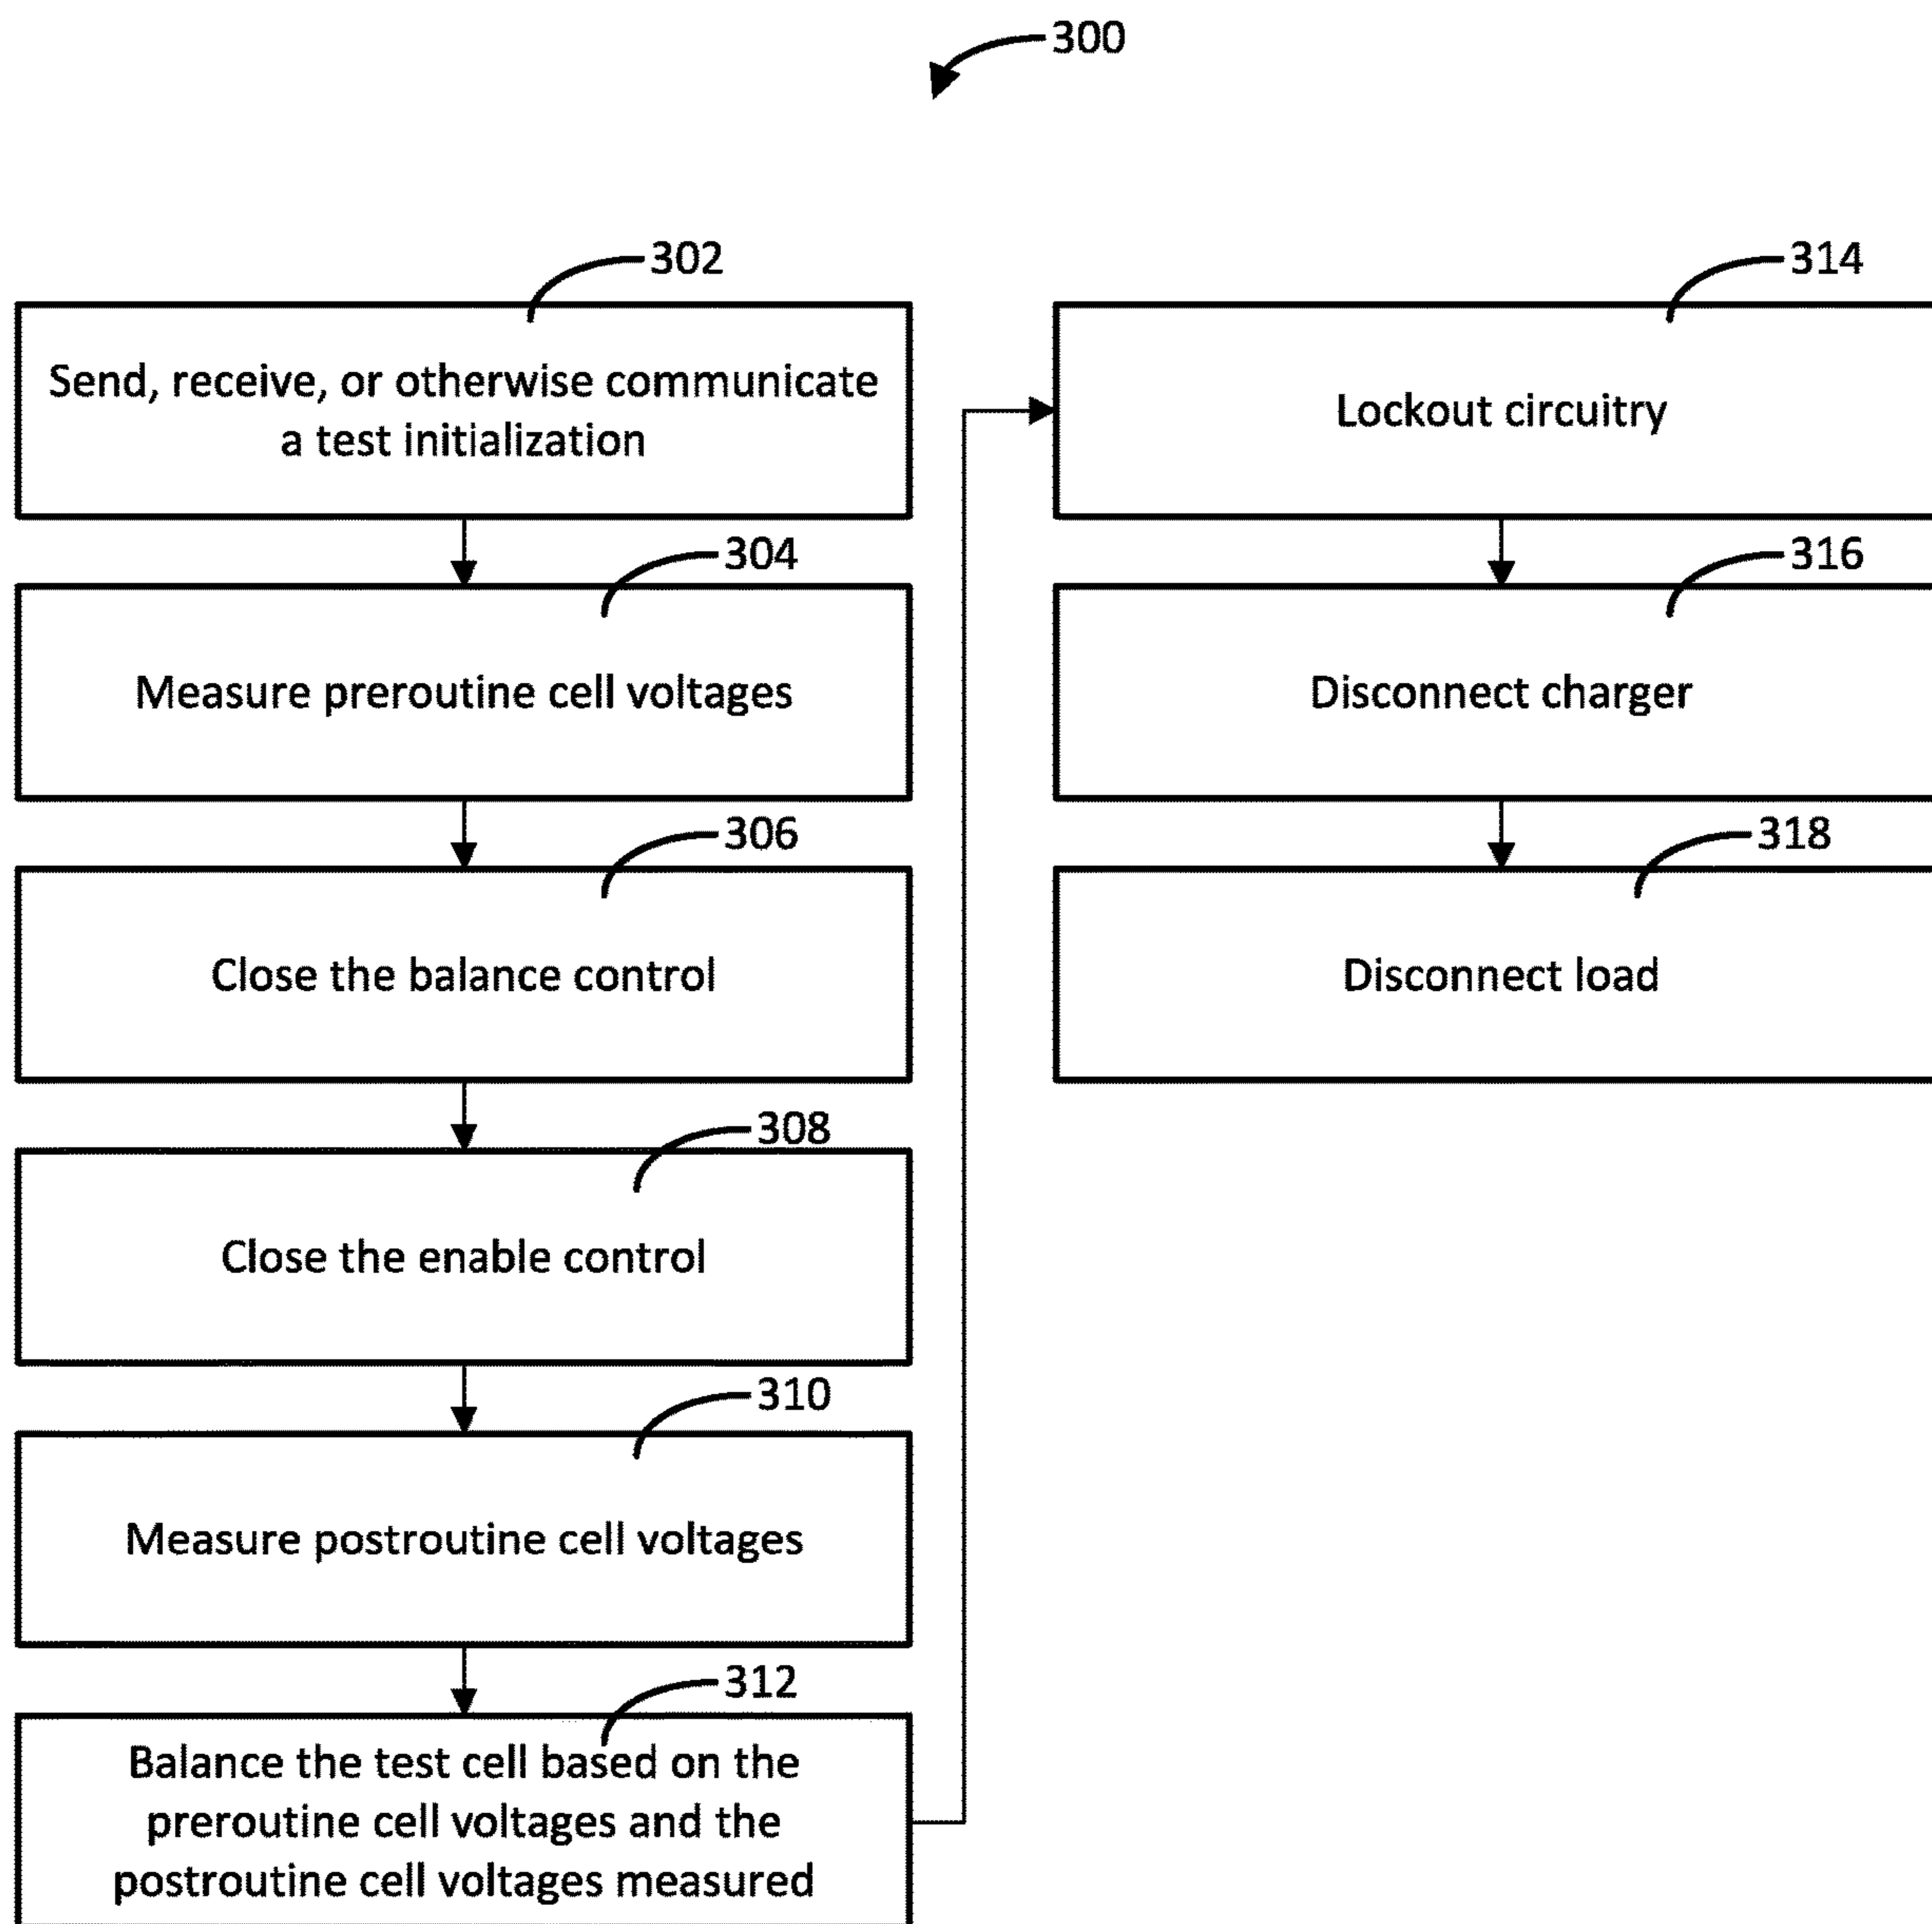 300
302
Send, receive, or otherwise communicate
a test initialization
304
Measure preroutine cell voltages
306
Close the balance control
308
Close the enable control
310
Measure postroutine cell voltages
312
Balance the test cell based on the
preroutine cell voltages and the
postroutine cell voltages measured
314
Lockout circuitry
316
Disconnect charger
318
Disconnect load